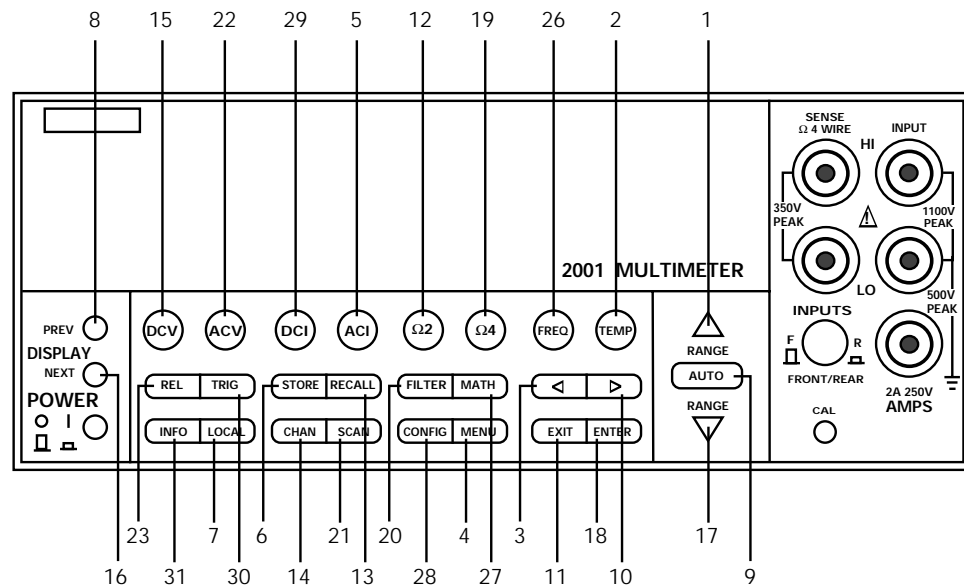 8 15 22 29 5 12 19 26 2 1
SENSE
Ω 4 WIRE
INPUT
HI
350V
PEAK
1100V
PEAK
2001 MULTIMETER
LO
500V
PEAK
INPUTS
PREV
DCV ACV DCI ACI Ω2 Ω4 FREQ TEMP
DISPLAY
RANGE
F R
NEXT
REL TRIG STORE RECALL FILTER MATH AUTO
FRONT/REAR
POWER
RANGE
2A 250V
AMPS
O I
INFO LOCAL CHAN SCAN CONFIG MENU EXIT ENTER
CAL
23 7 6 21 20 4 3 18 17
16 31 30 14 13 28 27 11 10 9